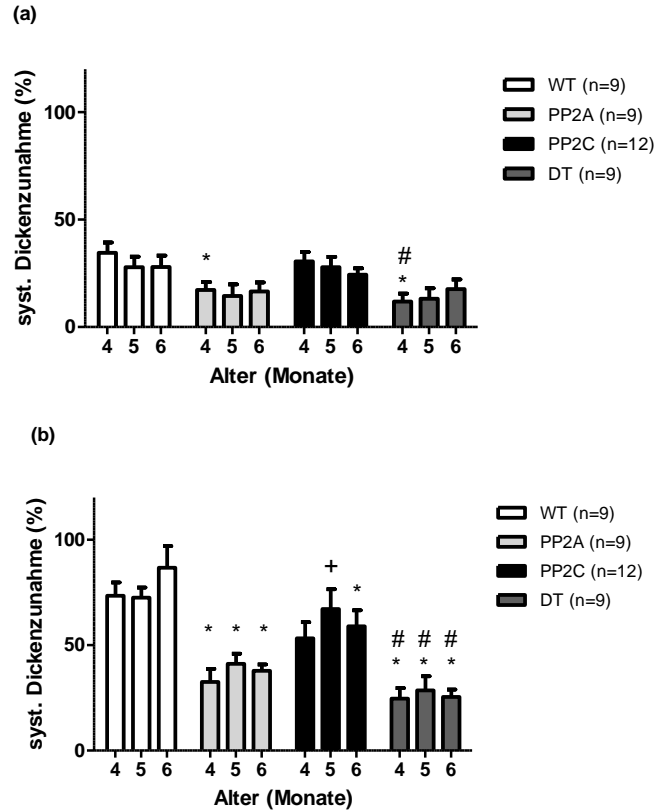 (a)
syst. Dickenzunahme (%)
100
50
0
*
#
*
4 5 6 4 5 6 4 5 6 4 5 6
Alter (Monate)
WT (n=9)
PP2A (n=9)
PP2C (n=12)
DT (n=9)
(b)
syst. Dickenzunahme (%)
100
50
0
+
* * * *
# # #
* * *
4 5 6 4 5 6 4 5 6 4 5 6
Alter (Monate)
WT (n=9)
PP2A (n=9)
PP2C (n=12)
DT (n=9)